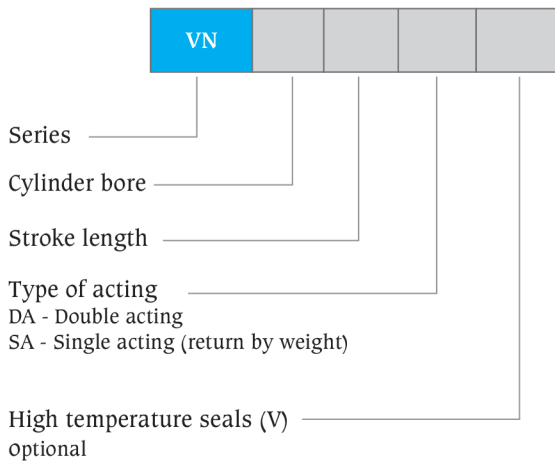 VN
Series
Cylinder bore
Stroke length
Type of acting
DA - Double acting
SA - Single acting (return by weight)
High temperature seals (V)
Optional